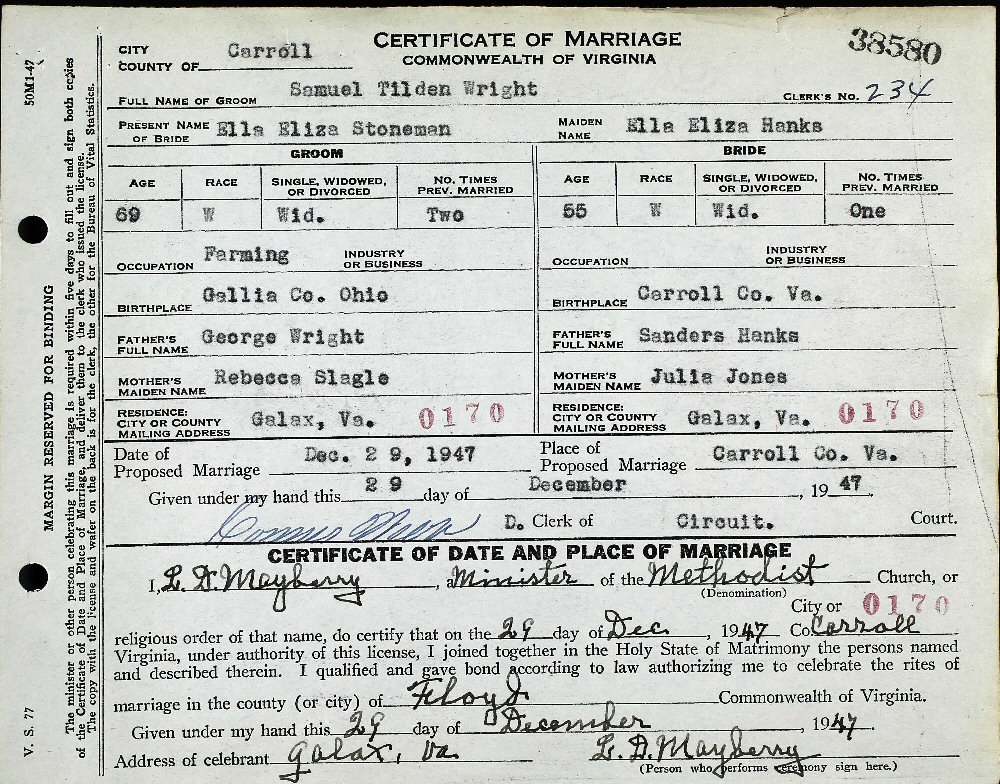 CERTIFICATE OF MARRIAGE
COMMONWEALTH OF VIRGINIA
38580
CITY
COUNTY OF Carroll
FULL NAME OF GROOM Samuel Tilden Wright CLERK'S NO. 234
PRESENT NAME OF BRIDE Ella Eliza Stoneman MAIDEN NAME Ella Eliza Hanks
GROOM BRIDE
AGE RACE SINGLE, WIDOWED, OR DIVORCED NO. TIMES PREV. MARRIED AGE RACE SINGLE, WIDOWED, OR DIVORCED NO. TIMES PREV. MARRIED
69 W Wid. Two 55 W Wid. One
OCCUPATION Farming INDUSTRY OR BUSINESS OCCUPATION INDUSTRY OR BUSINESS
BIRTHPLACE Gallia Co. Ohio BIRTHPLACE Carroll Co. Va.
FATHER'S FULL NAME George Wright FATHER'S FULL NAME Sanders Hanks
MOTHER'S MAIDEN NAME Rebecca Slagle MOTHER'S MAIDEN NAME Julia Jones
RESIDENCE: CITY OR COUNTY MAILING ADDRESS Galax, Va. 0170 RESIDENCE: CITY OR COUNTY MAILING ADDRESS Galax, Va. 0170
Date of Proposed Marriage Dec. 29, 1947 Place of Proposed Marriage Carroll Co. Va.
Given under my hand this 29 day of December, 1947.
D. Clerk of Circuit. Court.
CERTIFICATE OF DATE AND PLACE OF MARRIAGE
I, L. D. Mayberry, a Minister of the Methodist Church, or
(Denomination)
City or 0170
religious order of that name, do certify that on the 29 day of Dec, 1947 Co. Carroll
Virginia, under authority of this license, I joined together in the Holy State of Matrimony the persons named
and described therein. I qualified and gave bond according to law authorizing me to celebrate the rites of
marriage in the county (or city) of Floyd Commonwealth of Virginia.
Given under my hand this 29 day of December, 1947.
Address of celebrant Galax, Va. L. D. Mayberry
(Person who performs ceremony sign here.)
50M1-47
MARGIN RESERVED FOR BINDING
V. S. 77
The minister or other person celebrating this marriage is required within five days to fill out and sign both copies
of the Certificate of Date and Place of Marriage, and deliver them to the clerk who issued the license.
The copy with the license and wafer on the back is for the clerk, the other for the Bureau of Vital Statistics.